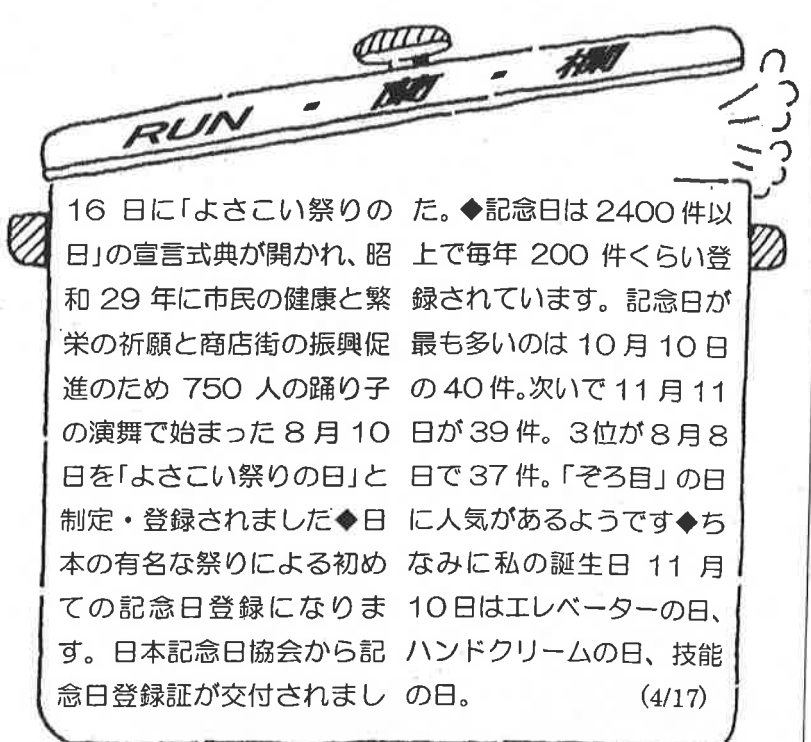 RUN・蘭・欄
16 日に「よさこい祭りの
日」の宣言式典が開かれ、昭
和 29 年に市民の健康と繁
栄の祈願と商店街の振興促
進のため 750 人の踊り子
の演舞で始まった 8 月 10
日を「よさこい祭りの日」と
制定・登録されました◆日
本の有名な祭りによる初め
ての記念日登録になりま
す。日本記念日協会から記
念日登録証が交付されまし
た。◆記念日は 2400 件以
上で毎年 200 件くらい登
録されています。記念日が
最も多いのは 10 月 10 日
の 40 件。次いで 11 月 11
日が 39 件。3位が 8 月 8
日で 37 件。「ぞろ目」の日
に人気があるようです◆ち
なみに私の誕生日 11 月
10 日はエレベーターの日、
ハンドクリームの日、技能
の日。 (4/17)